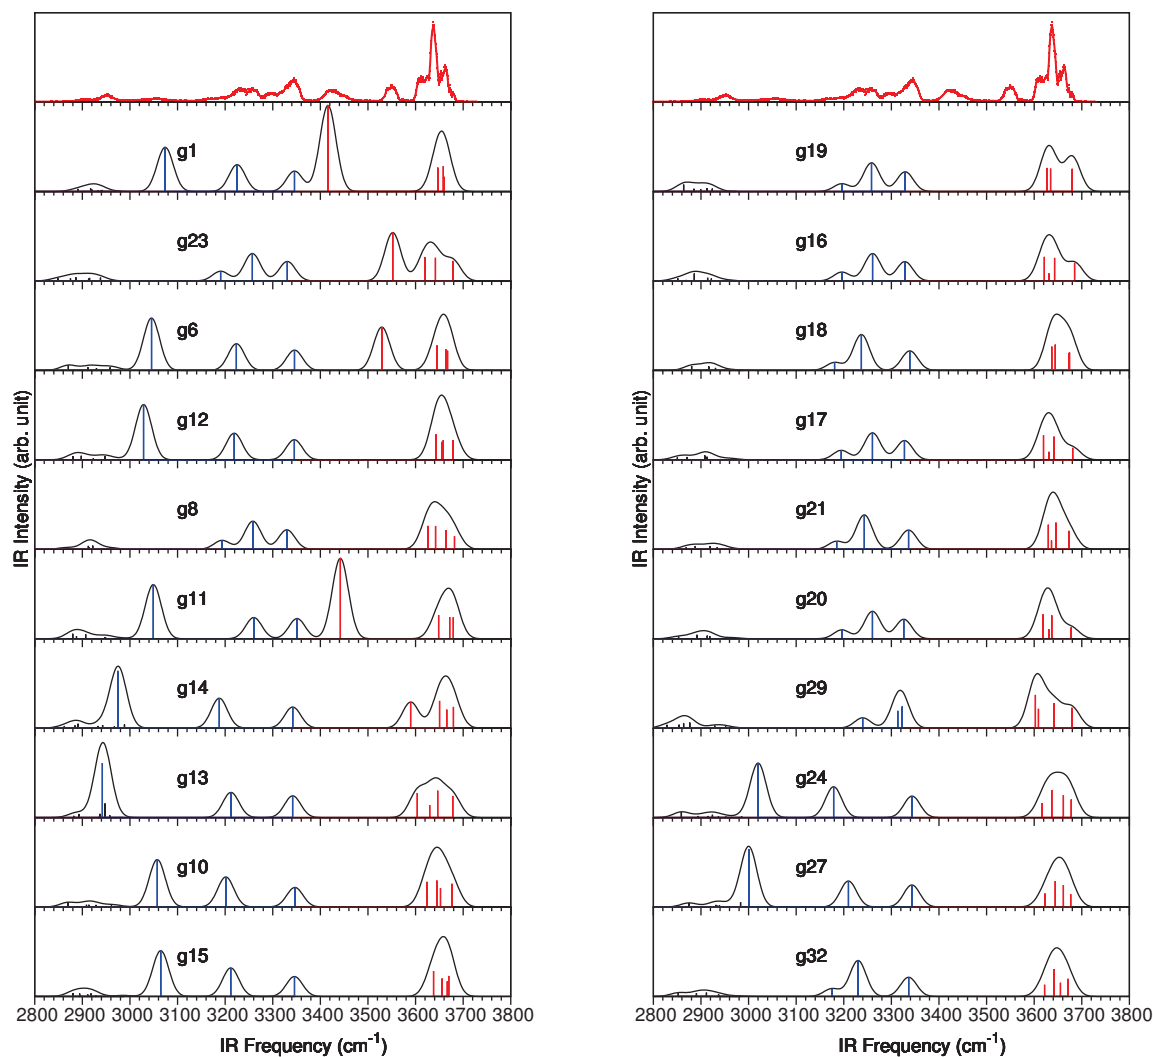 g1
g23
g6
g12
g8
g11
g14
g13
g10
g15
IR Intensity (arb. unit)
2800 2900 3000 3100 3200 3300 3400 3500 3600 3700 3800
IR Frequency (cm⁻¹)
g19
g16
g18
g17
g21
g20
g29
g24
g27
g32
IR Intensity (arb. unit)
2800 2900 3000 3100 3200 3300 3400 3500 3600 3700 3800
IR Frequency (cm⁻¹)